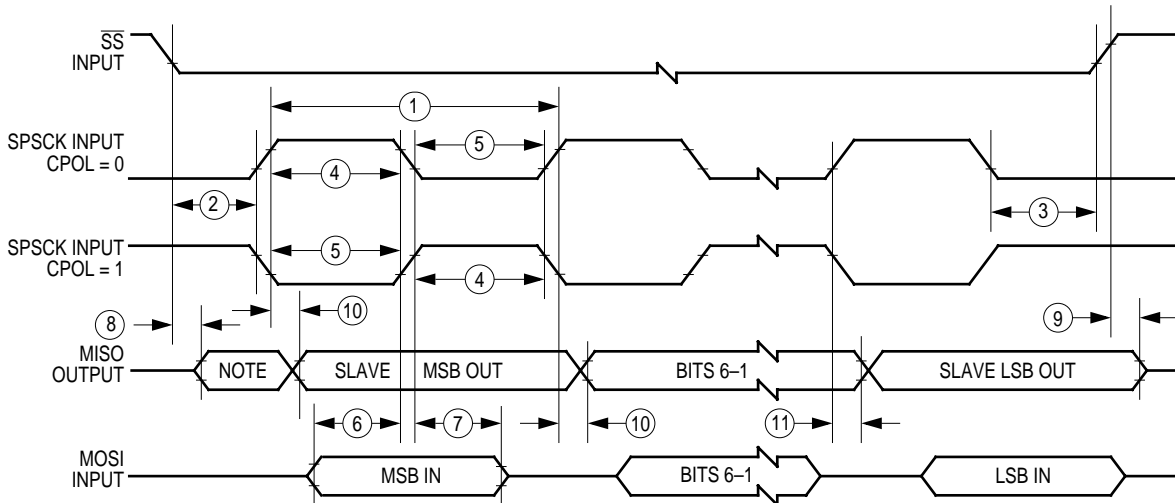 SS
INPUT
1
SPSCK INPUT
CPOL = 0
5
4
2
3
SPSCK INPUT
CPOL = 1
5
4
8
10
9
MISO
OUTPUT
NOTE
SLAVE MSB OUT
BITS 6–1
SLAVE LSB OUT
6
7
10
11
MOSI
INPUT
MSB IN
BITS 6–1
LSB IN